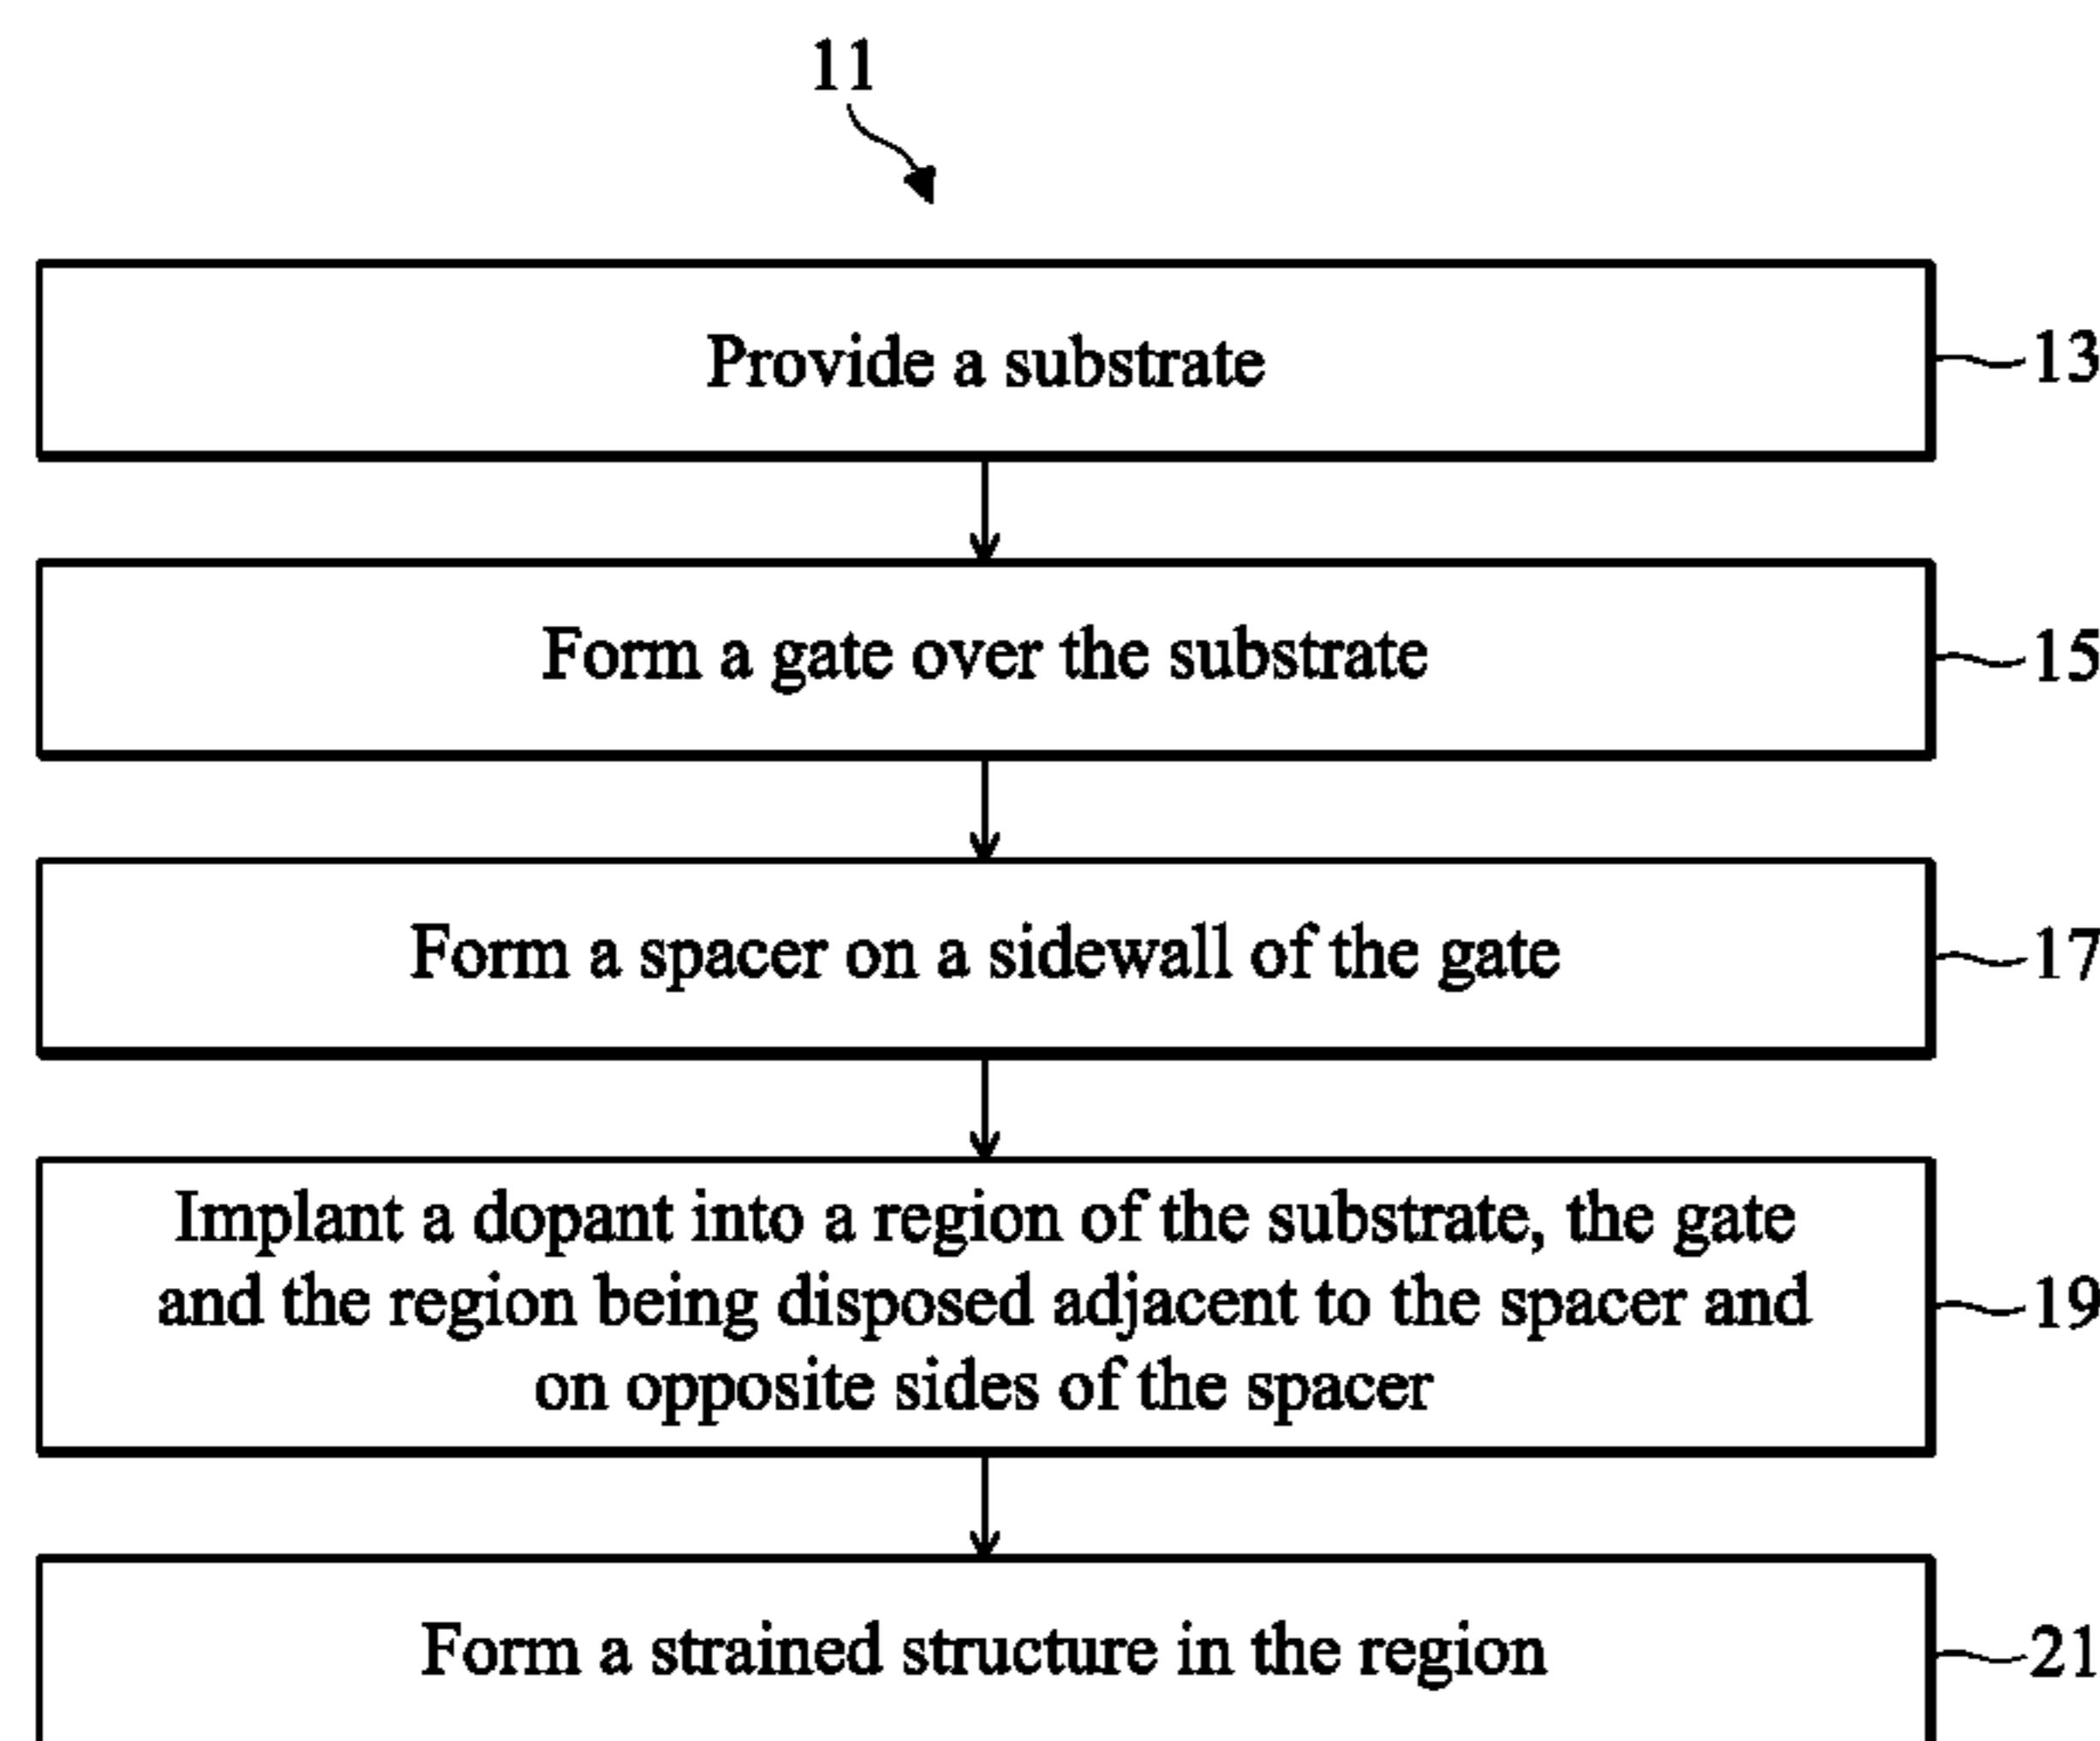 11
Provide a substrate
13
Form a gate over the substrate
15
Form a spacer on a sidewall of the gate
17
Implant a dopant into a region of the substrate, the gate
and the region being disposed adjacent to the spacer and
on opposite sides of the spacer
19
Form a strained structure in the region
21